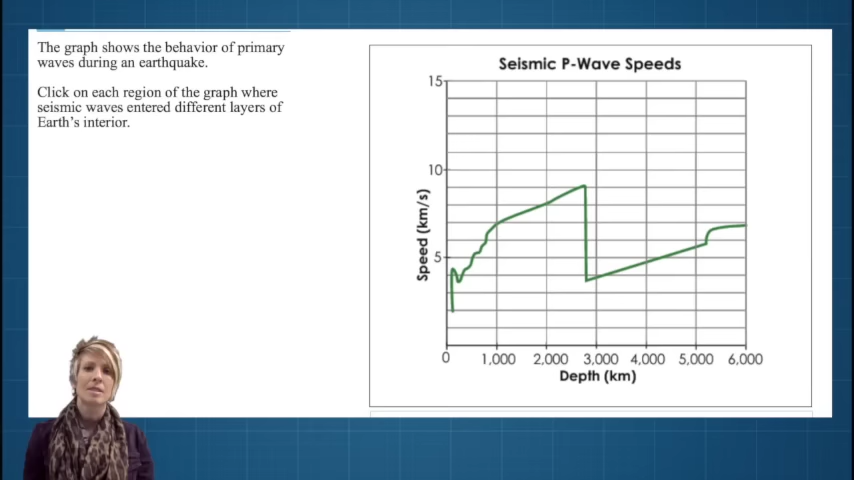 The graph shows the behavior of primary
waves during an earthquake.
Click on each region of the graph where
seismic waves entered different layers of
Earth's interior.
Seismic P-Wave Speeds
15
10
5
Speed (km/s)
0 1,000 2,000 3,000 4,000 5,000 6,000
Depth (km)